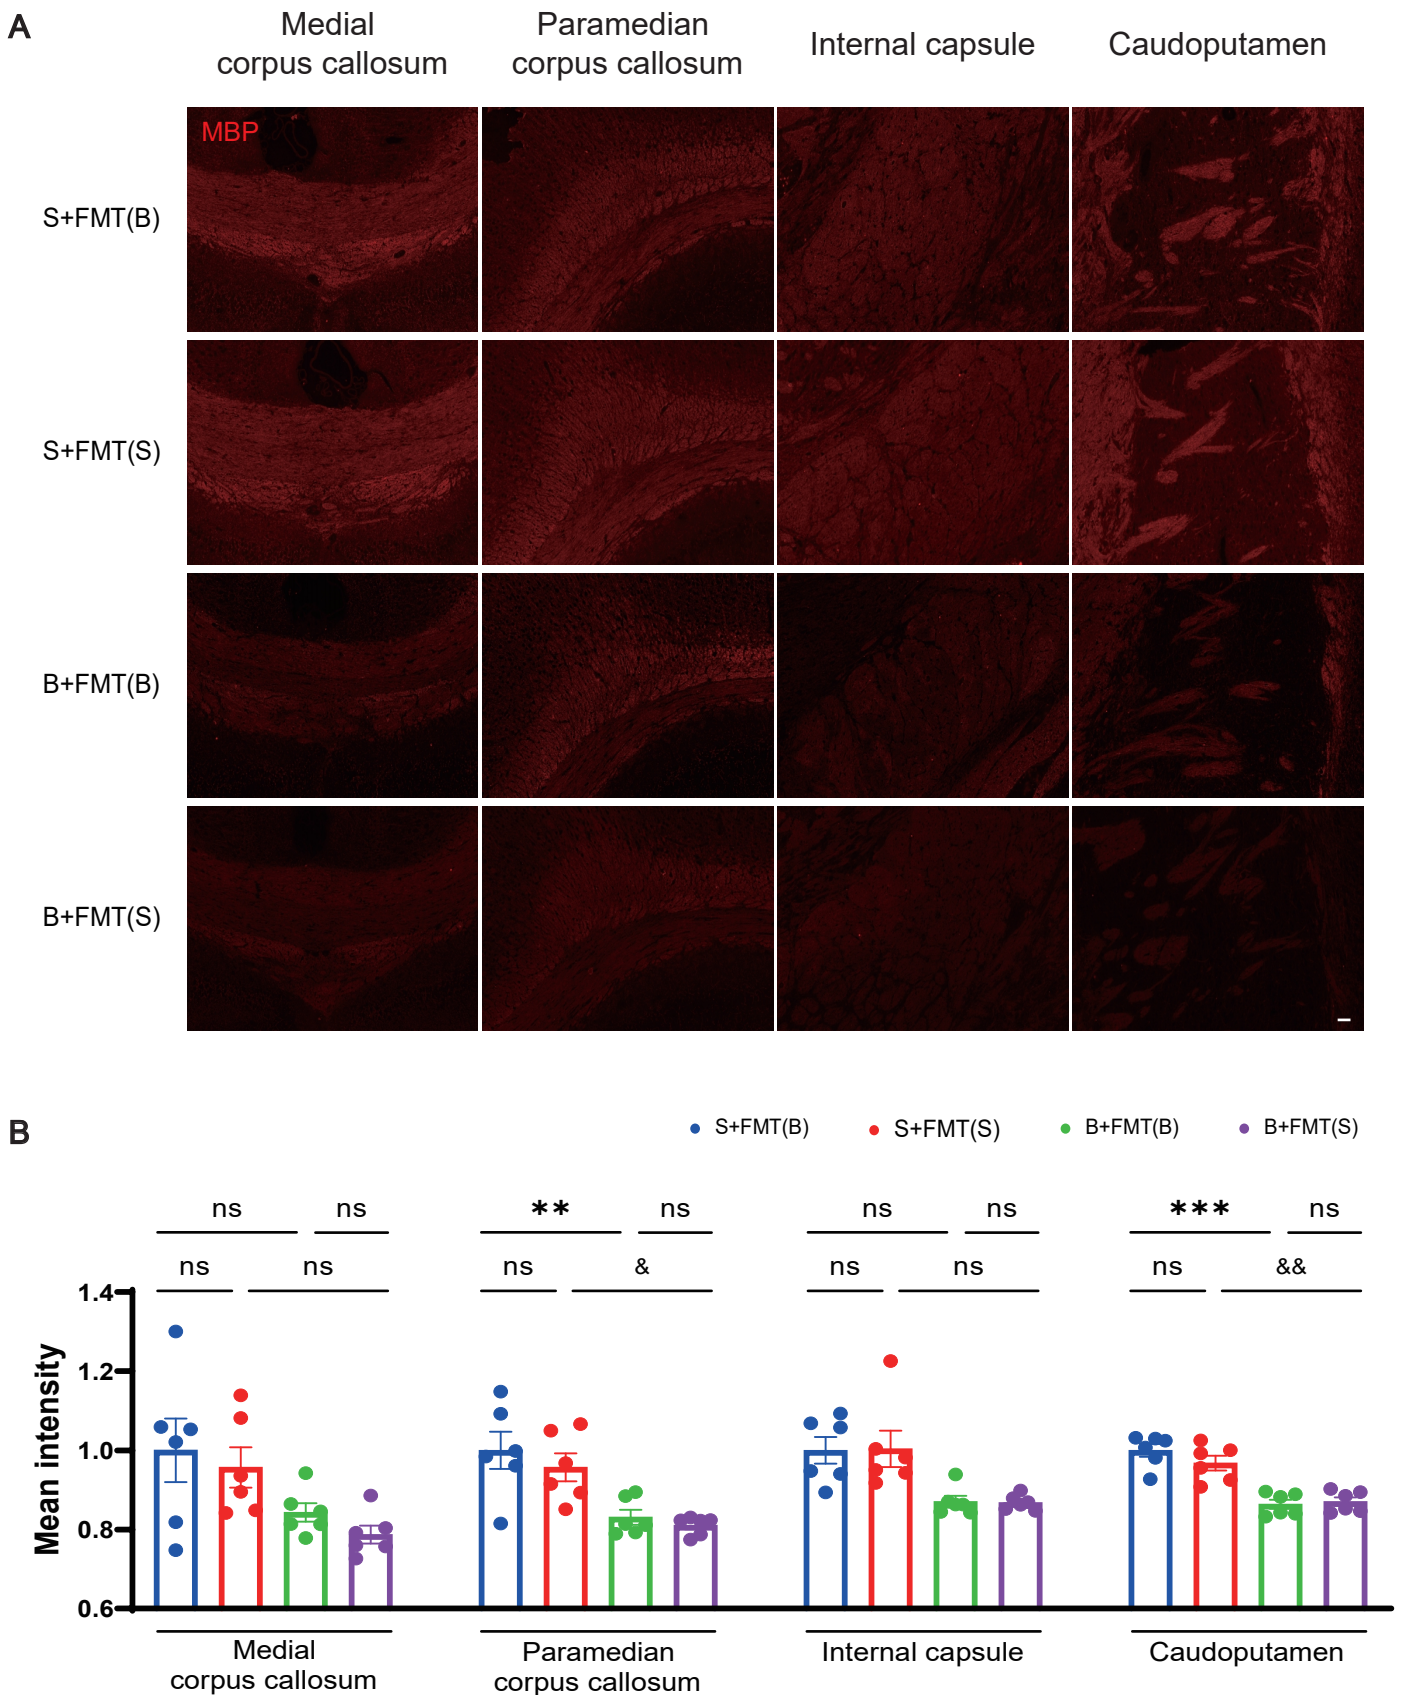 A
Medial
corpus callosum
Paramedian
corpus callosum
Internal capsule
Caudoputamen
MBP
S+FMT(B)
S+FMT(S)
B+FMT(B)
B+FMT(S)
B
S+FMT(B)
S+FMT(S)
B+FMT(B)
B+FMT(S)
ns
ns
**
ns
ns
ns
***
ns
ns
ns
ns
&
ns
ns
ns
&&
Mean intensity
1.4
1.2
1.0
0.8
0.6
Medial
corpus callosum
Paramedian
corpus callosum
Internal capsule
Caudoputamen